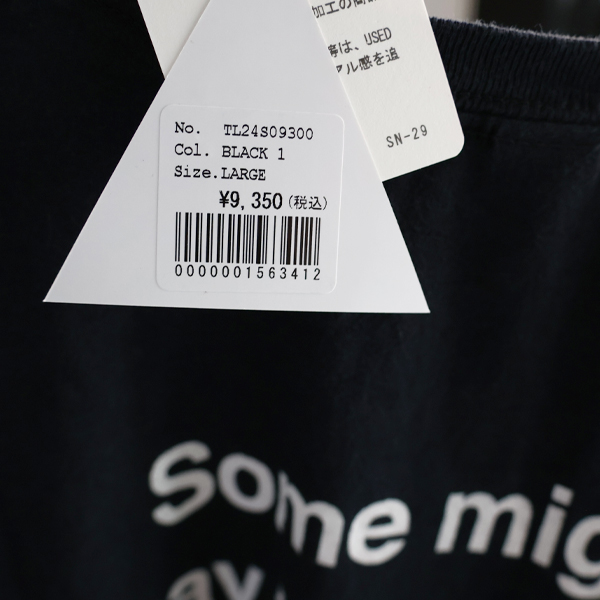 加工の
は、USED
アル感を追
SN-29
No. TL24S09300
Col. BLACK 1
Size. LARGE
¥9,350(税込)
0000001563412
Some mig